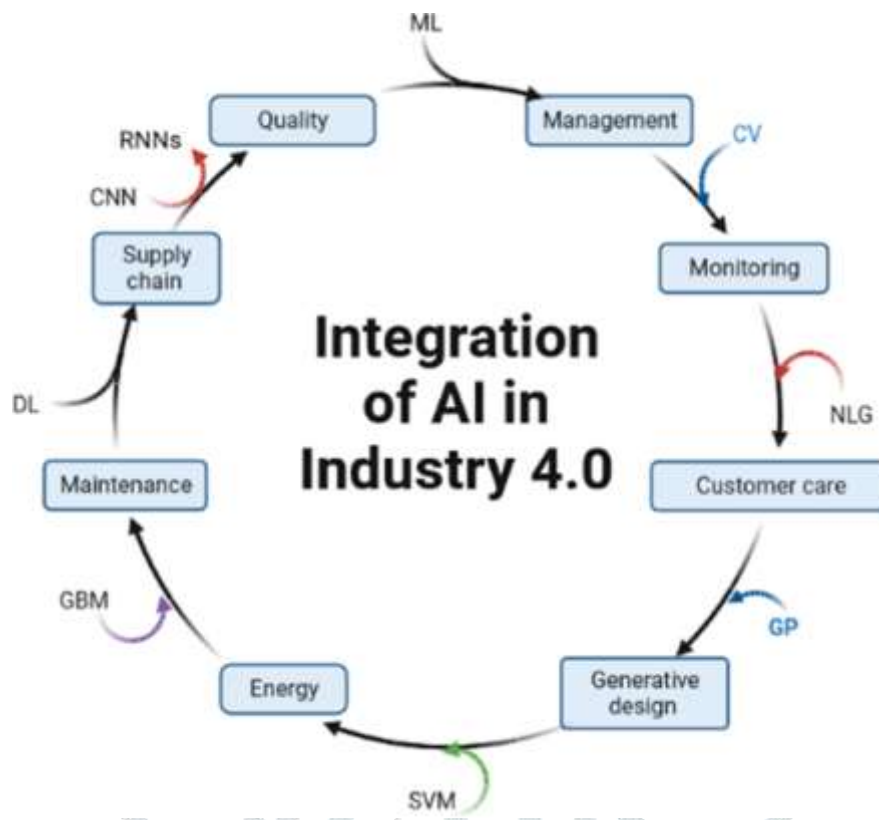 ML
Quality
Management
RNNs
CV
CNN
Supply
chain
Monitoring
Integration
of AI in
Industry 4.0
DL
NLG
Maintenance
Customer care
GBM
GP
Energy
Generative
design
SVM